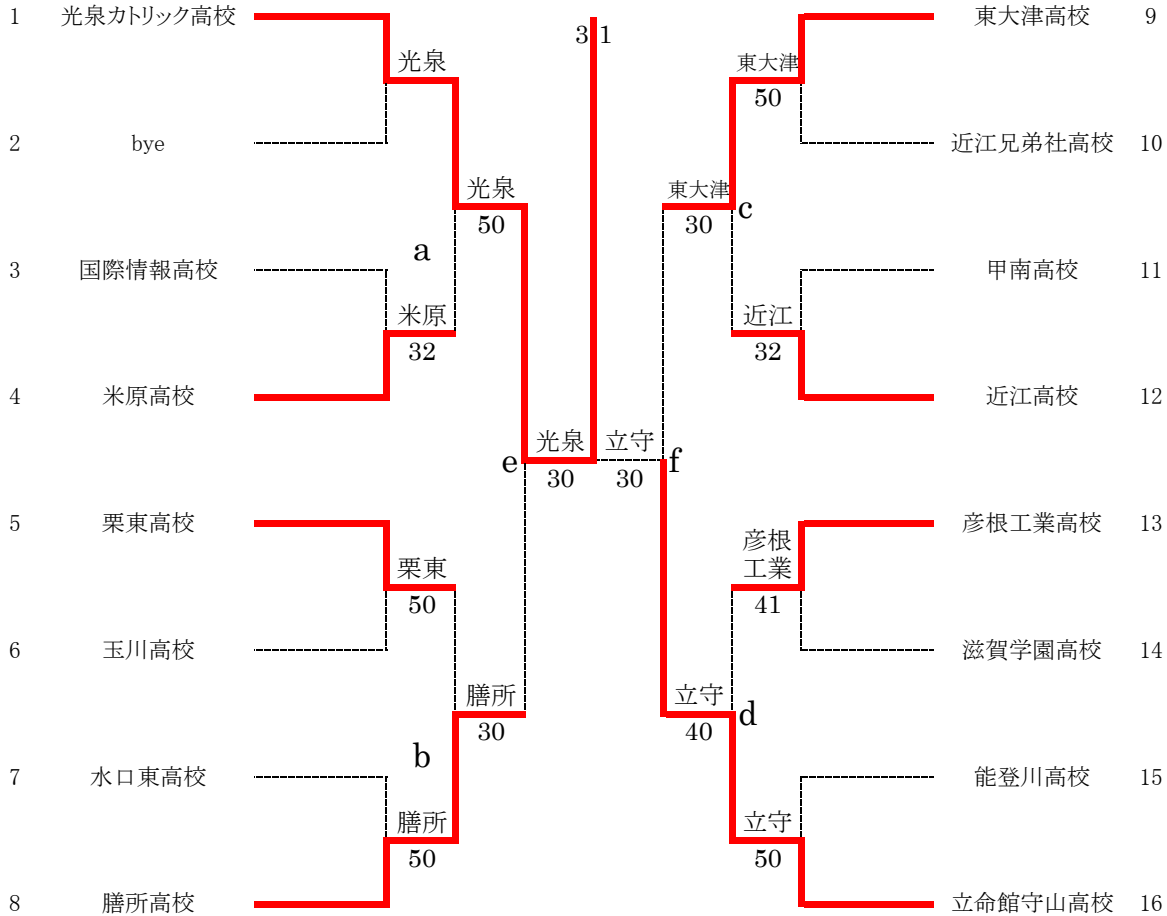 1 光泉カトリック高校
3 1
東大津高校 9
光泉
東大津
50
2 bye
近江兄弟社高校 10
光泉
50
東大津
30
c
a
3 国際情報高校
甲南高校 11
米原
32
近江
32
4 米原高校
近江高校 12
e
光泉
30
立守
30
f
5 栗東高校
彦根工業高校 13
栗東
50
彦根
工業
41
6 玉川高校
滋賀学園高校 14
膳所
30
立守
40
d
b
7 水口東高校
能登川高校 15
膳所
50
立守
50
8 膳所高校
立命館守山高校 16